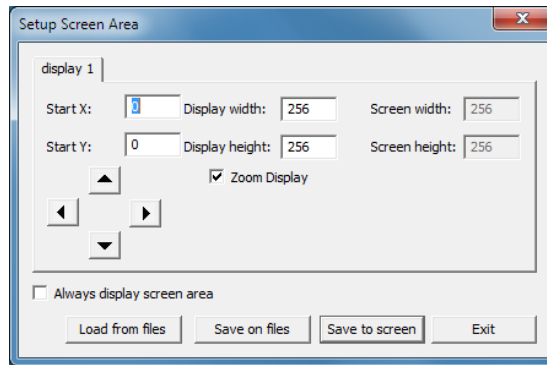 Setup Screen Area
display 1
Start X: 0 Display width: 256 Screen width: 256
Start Y: 0 Display height: 256 Screen height: 256
Zoom Display
Always display screen area
Load from files Save on files Save to screen Exit